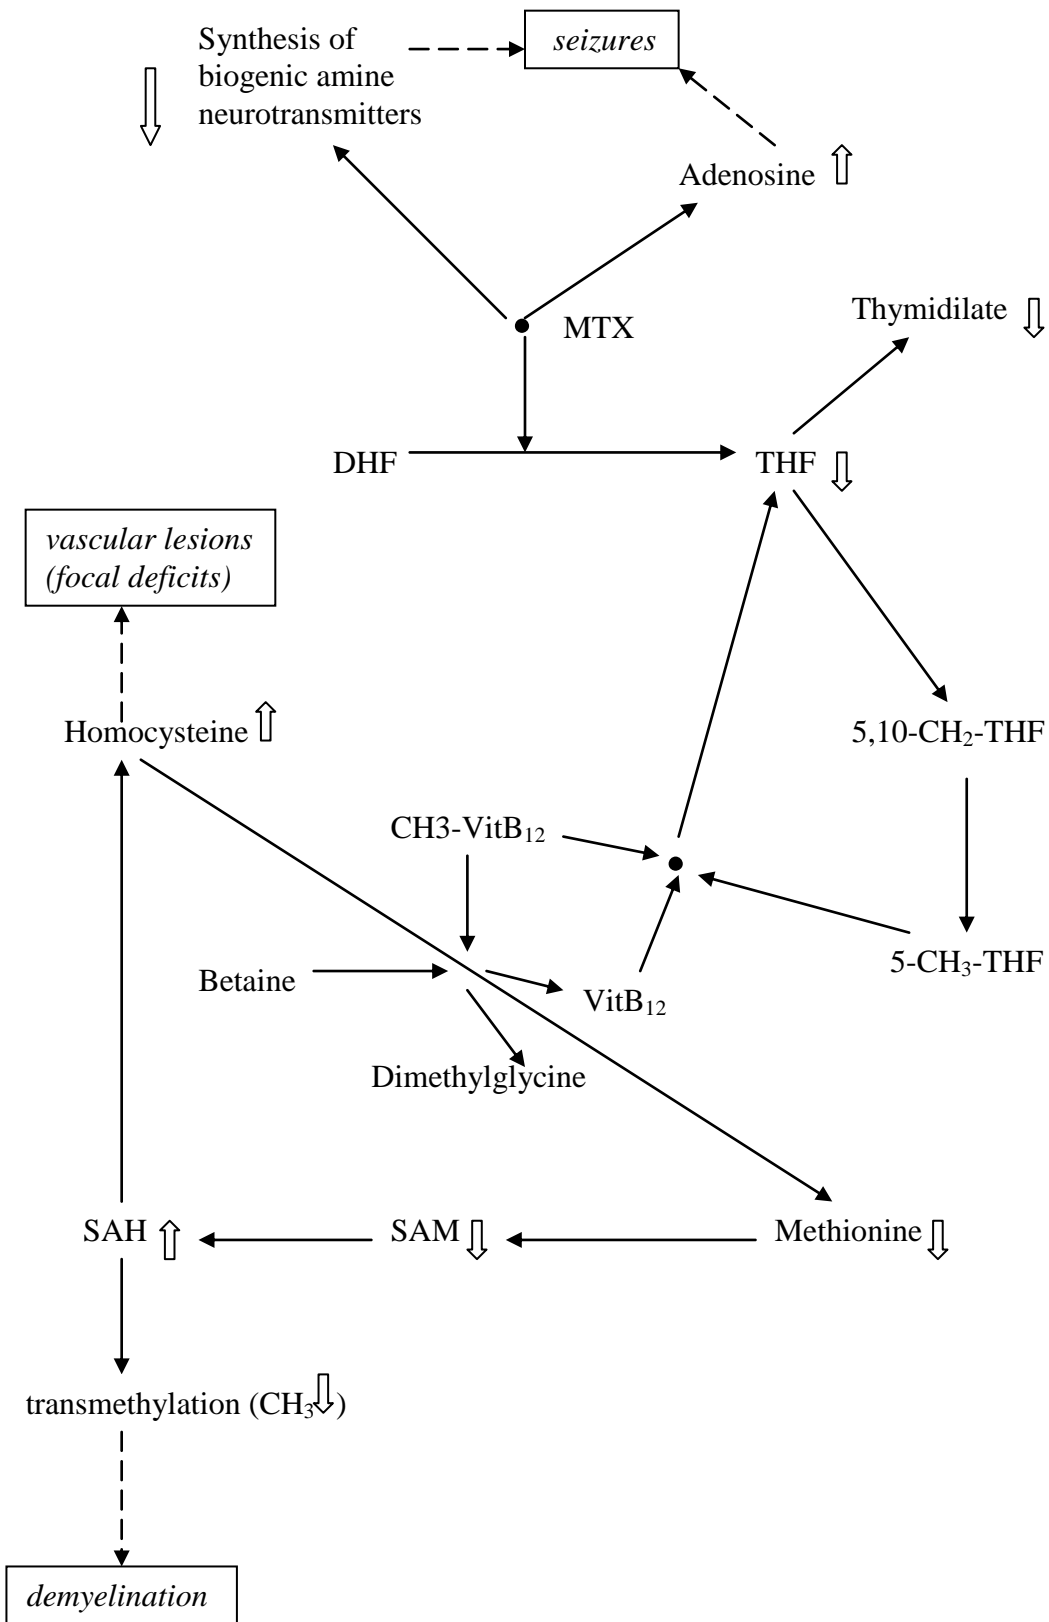 Synthesis of
biogenic amine
neurotransmitters
seizures
Adenosine
MTX
Thymidilate
DHF
THF
vascular lesions
(focal deficits)
Homocysteine
5,10-CH₂-THF
CH3-VitB₁₂
5-CH₃-THF
Betaine
VitB₁₂
Dimethylglycine
SAH
SAM
Methionine
transmethylation (CH₃ )
demyelination